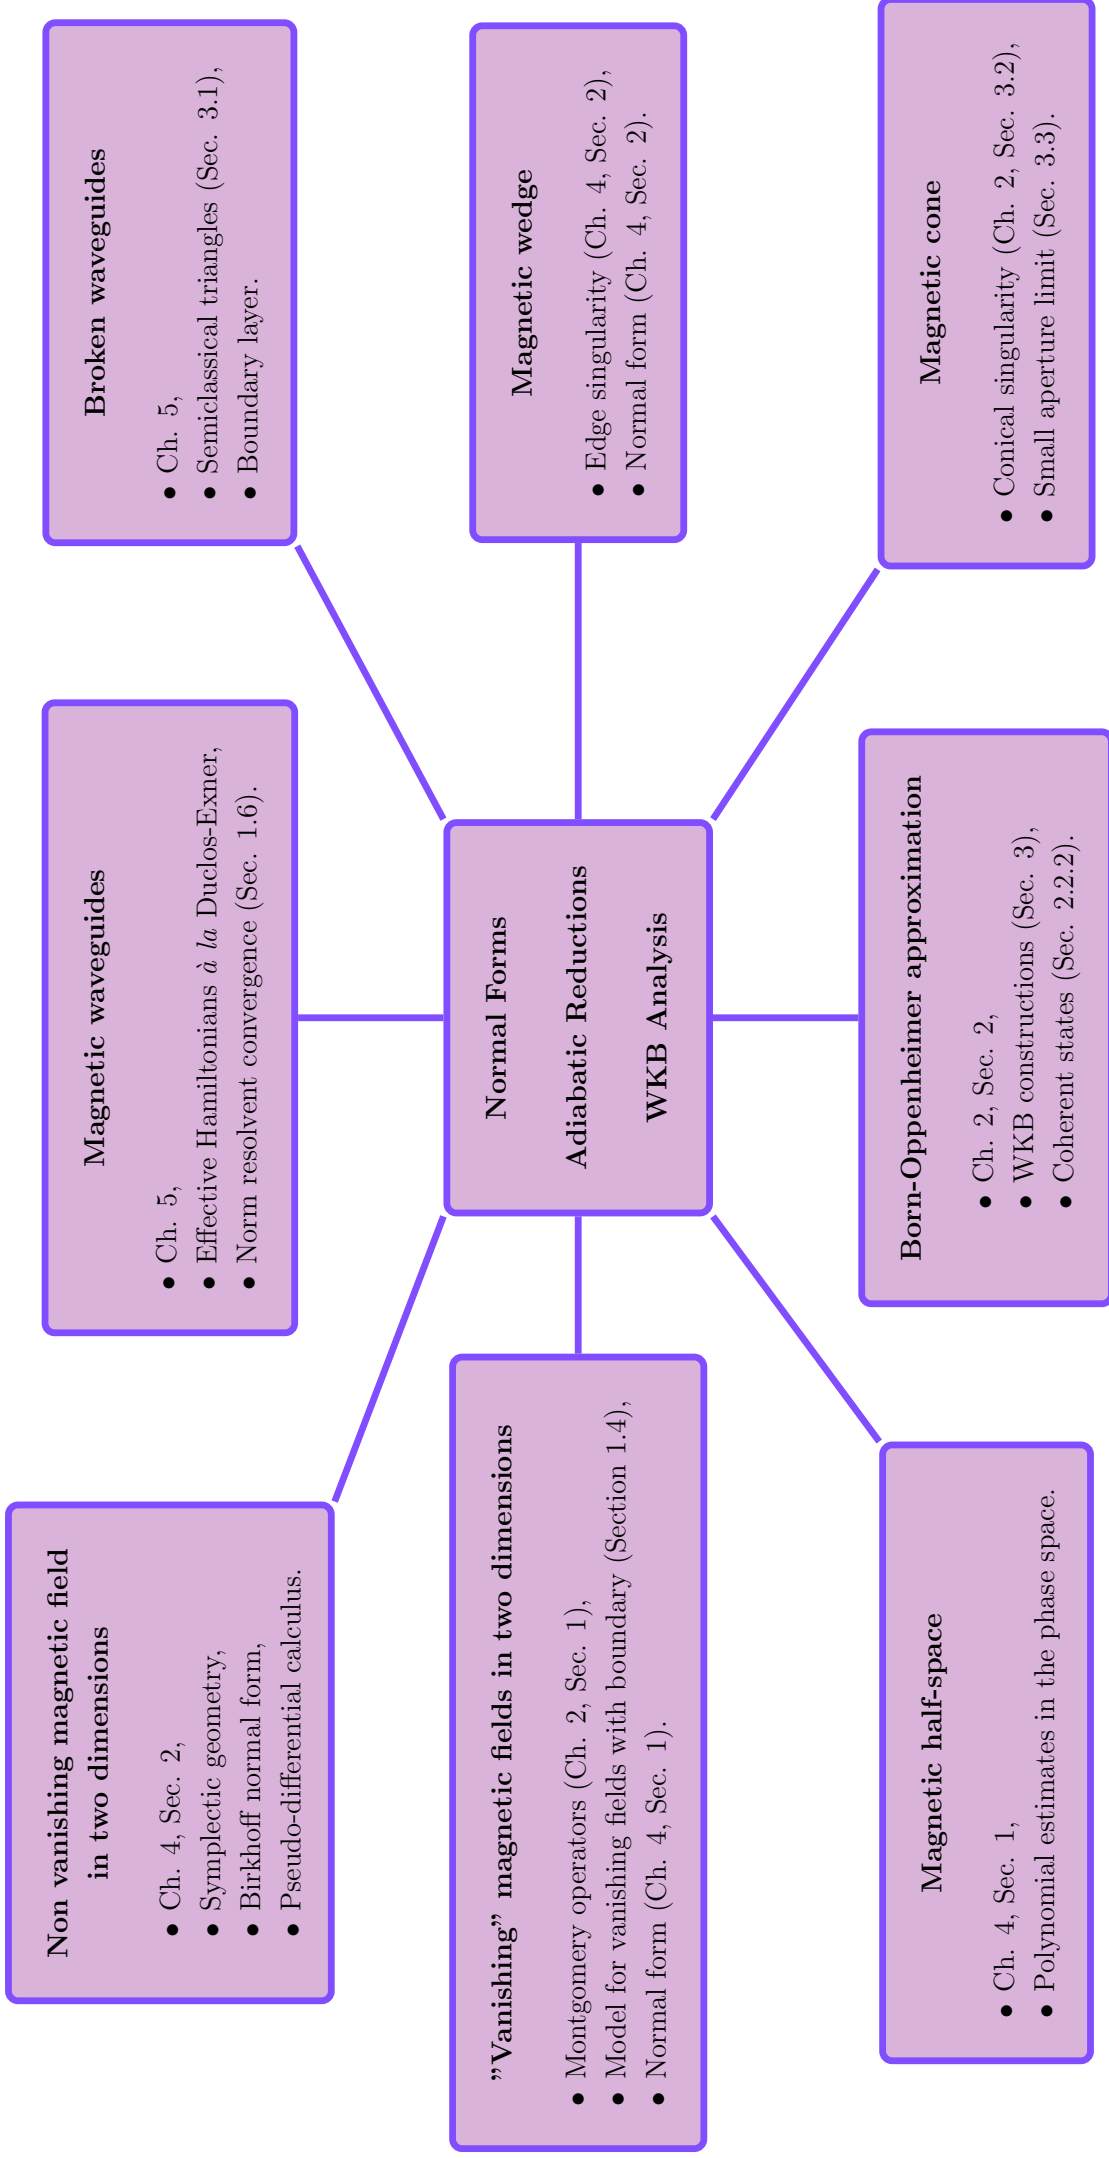 Non vanishing magnetic field
in two dimensions
• Ch. 4, Sec. 2,
• Symplectic geometry,
• Birkhoff normal form,
• Pseudo-differential calculus.
Magnetic waveguides
• Ch. 5,
• Effective Hamiltonians à la Duclos-Exner,
• Norm resolvent convergence (Sec. 1.6).
Broken waveguides
• Ch. 5,
• Semiclassical triangles (Sec. 3.1),
• Boundary layer.
”Vanishing” magnetic fields in two dimensions
• Montgomery operators (Ch. 2, Sec. 1),
• Model for vanishing fields with boundary (Section 1.4),
• Normal form (Ch. 4, Sec. 1).
Normal Forms
Adiabatic Reductions
WKB Analysis
Magnetic wedge
• Edge singularity (Ch. 4, Sec. 2),
• Normal form (Ch. 4, Sec. 2).
Magnetic half-space
• Ch. 4, Sec. 1,
• Polynomial estimates in the phase space.
Born-Oppenheimer approximation
• Ch. 2, Sec. 2,
• WKB constructions (Sec. 3),
• Coherent states (Sec. 2.2.2).
Magnetic cone
• Conical singularity (Ch. 2, Sec. 3.2),
• Small aperture limit (Sec. 3.3).